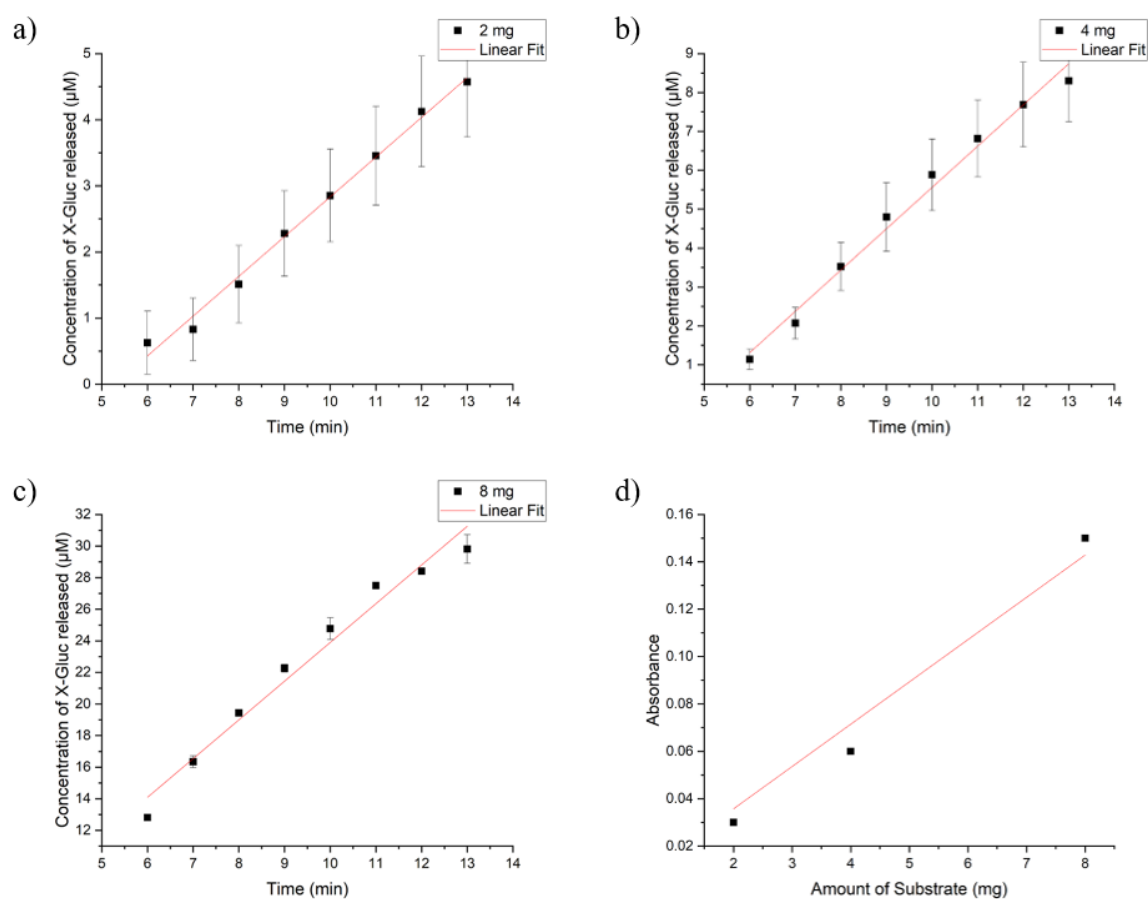 a)
2 mg
Linear Fit
Concentration of X-Gluc released (µM)
5
4
3
2
1
0
5 6 7 8 9 10 11 12 13 14
Time (min)
b)
4 mg
Linear Fit
Concentration of X-Gluc released (µM)
9
8
7
6
5
4
3
2
1
5 6 7 8 9 10 11 12 13 14
Time (min)
c)
8 mg
Linear Fit
Concentration of X-Gluc released (µM)
32
30
28
26
24
22
20
18
16
14
12
5 6 7 8 9 10 11 12 13 14
Time (min)
d)
Absorbance
0.16
0.14
0.12
0.10
0.08
0.06
0.04
0.02
2 3 4 5 6 7 8
Amount of Substrate (mg)